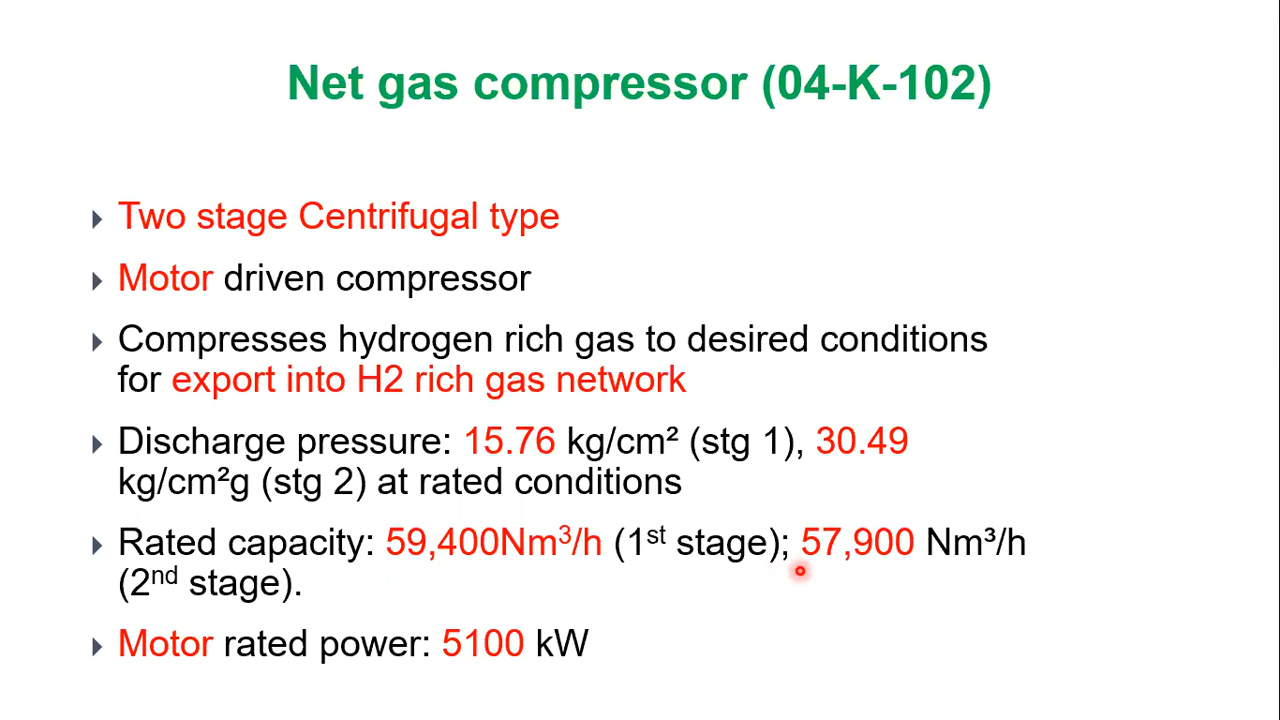 Net gas compressor (04-K-102)
Two stage Centrifugal type
Motor driven compressor
Compresses hydrogen rich gas to desired conditions
for export into H2 rich gas network
Discharge pressure: 15.76 kg/cm² (stg 1), 30.49
kg/cm²g (stg 2) at rated conditions
Rated capacity: 59,400Nm³/h (1st stage); 57,900 Nm³/h
(2nd stage).
Motor rated power: 5100 kW